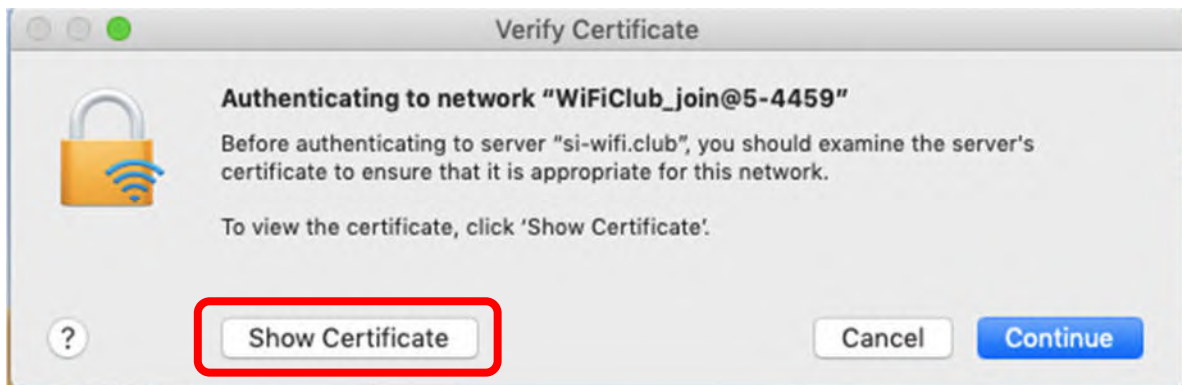 Verify Certificate
Authenticating to network “WiFiClub_join@5-4459”
Before authenticating to server “si-wifi.club”, you should examine the server's
certificate to ensure that it is appropriate for this network.
To view the certificate, click ‘Show Certificate’.
? Show Certificate Cancel Continue